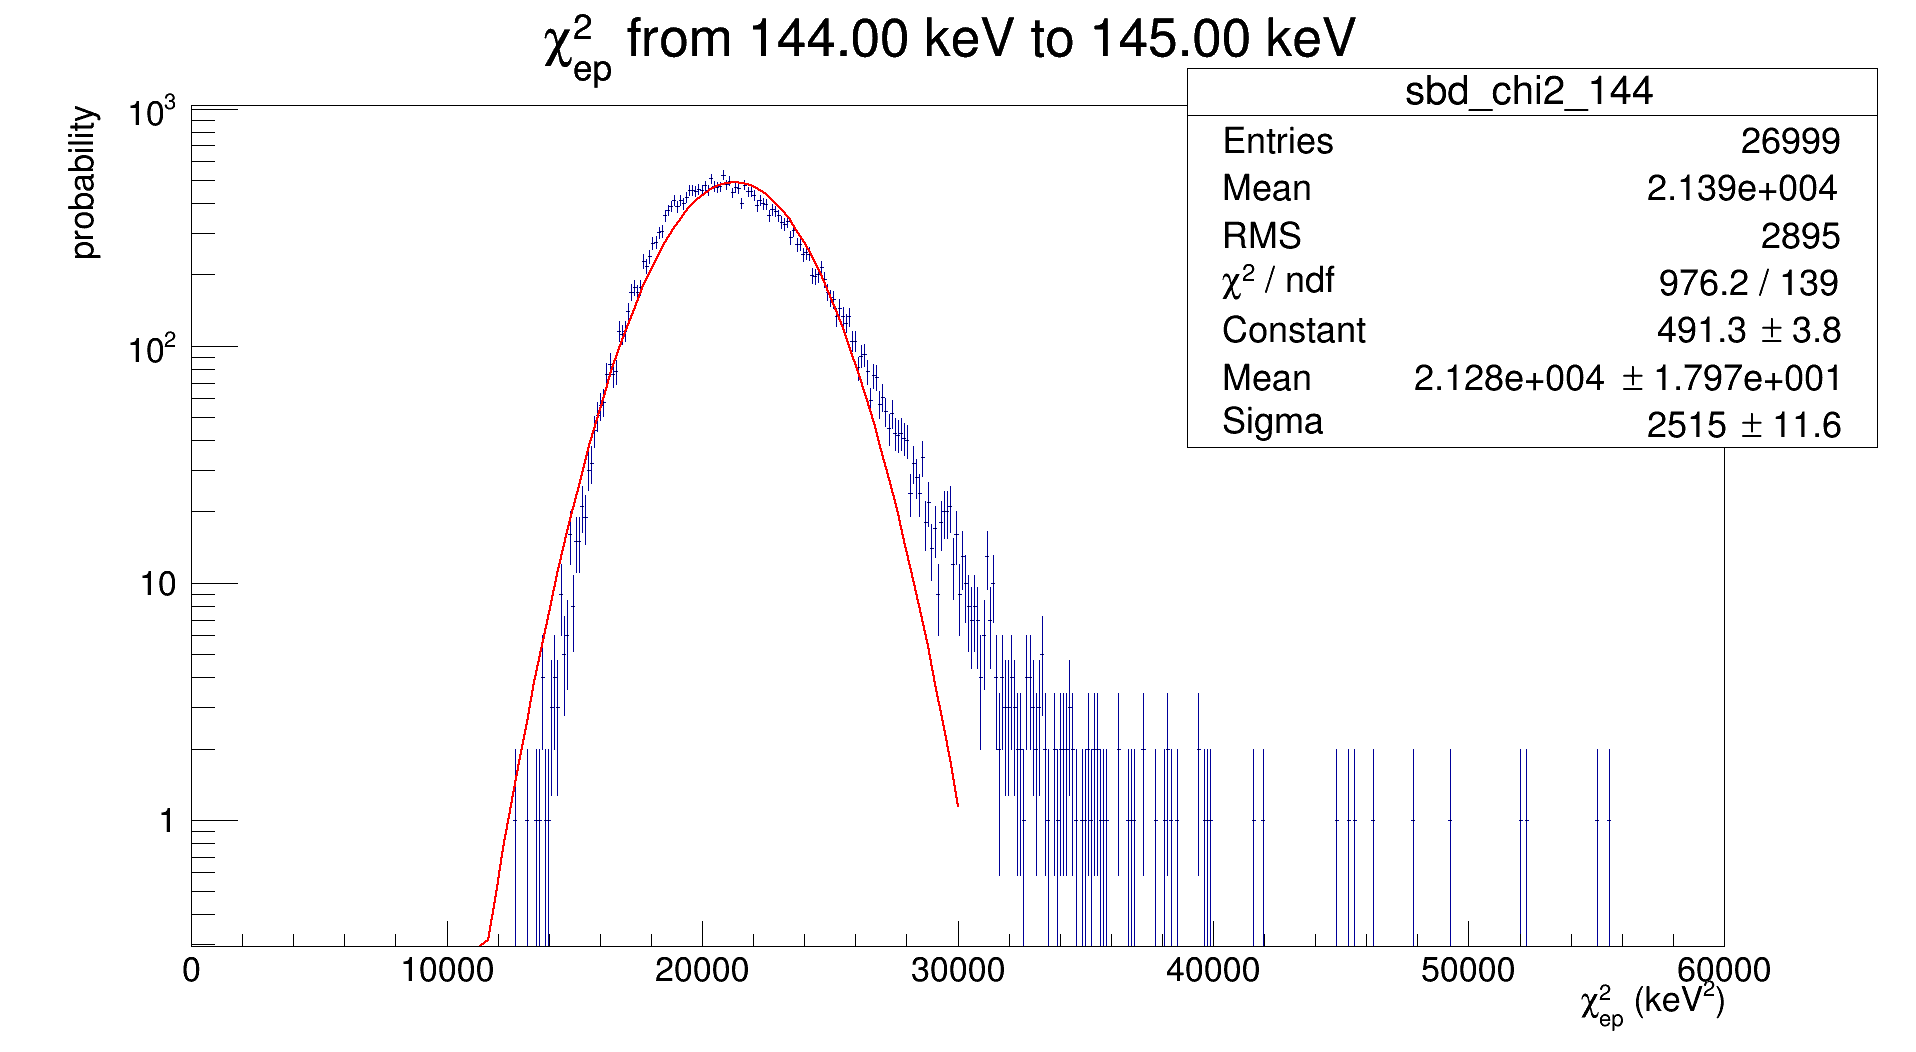 χ²ep from 144.00 keV to 145.00 keV
sbd_chi2_144
Entries 26999
Mean 2.139e+004
RMS 2895
χ² / ndf 976.2 / 139
Constant 491.3 ± 3.8
Mean 2.128e+004 ± 1.797e+001
Sigma 2515 ± 11.6
probability
10³
10²
10
1
0 10000 20000 30000 40000 50000 60000
χ²ep (keV²)